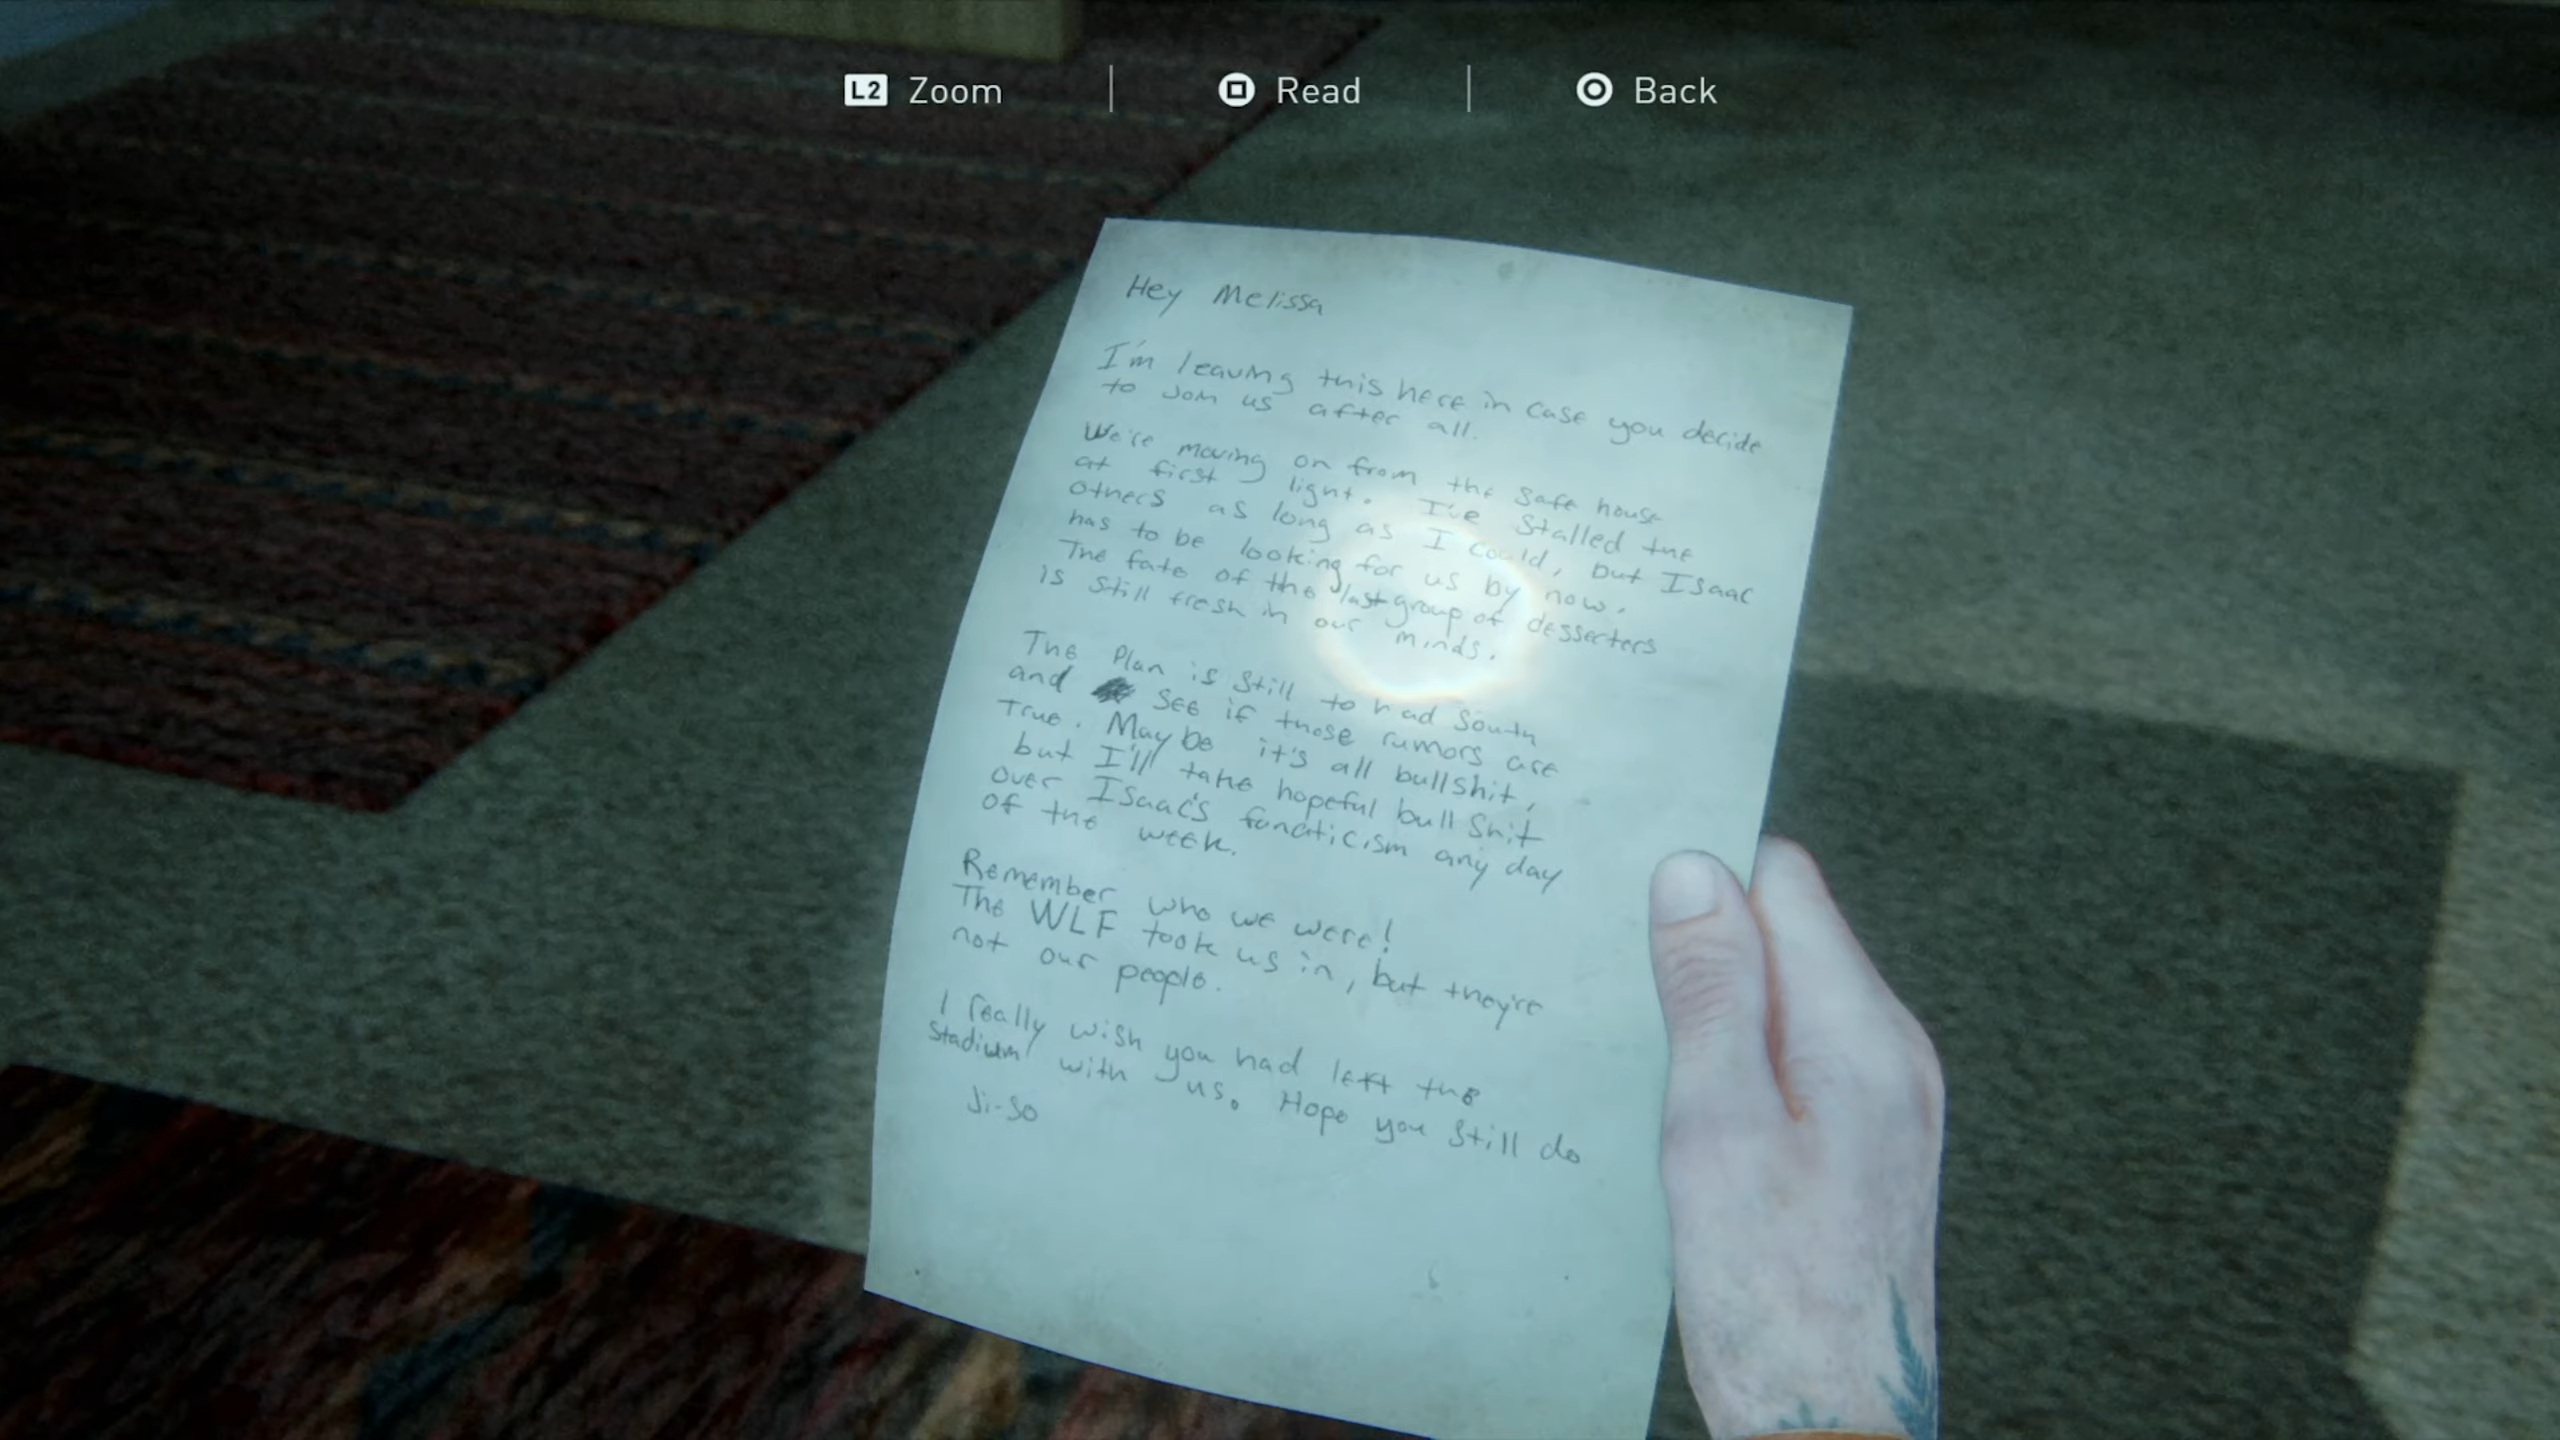 L2 Zoom | Read | Back
Hey Melissa
I'm leaving this here in case you decide
to Join us after all.
We're moving on from the safe house
at first light. I've stalled the
others as long as I could, but Isaac
has to be looking for us by now.
The fate of the last group of dessecters
is still fresh in our minds.
The Plan is still to had South
and see if those rumors are
True. Maybe it's all bullshit,
but I'll take hopeful bull Shit
over Isaac's fanaticism any day
of the week.
Remember who we were!
The WLF took us in, but they're
not our people.
I really wish you had left the
Stadium with us. Hope you still do
Ji-So